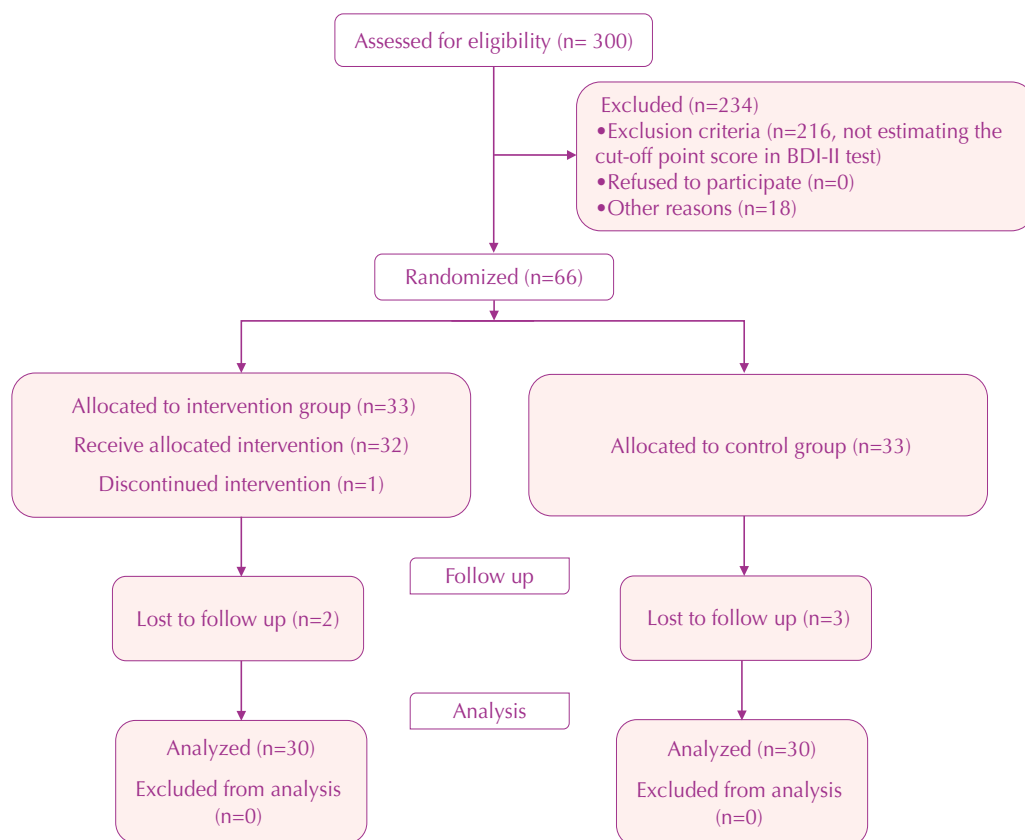 Assessed for eligibility (n= 300)
Excluded (n=234)
•Exclusion criteria (n=216, not estimating the
cut-off point score in BDI-II test)
•Refused to participate (n=0)
•Other reasons (n=18)
Randomized (n=66)
Allocated to intervention group (n=33)
Receive allocated intervention (n=32)
Discontinued intervention (n=1)
Allocated to control group (n=33)
Follow up
Lost to follow up (n=2)
Lost to follow up (n=3)
Analysis
Analyzed (n=30)
Excluded from analysis
(n=0)
Analyzed (n=30)
Excluded from analysis
(n=0)